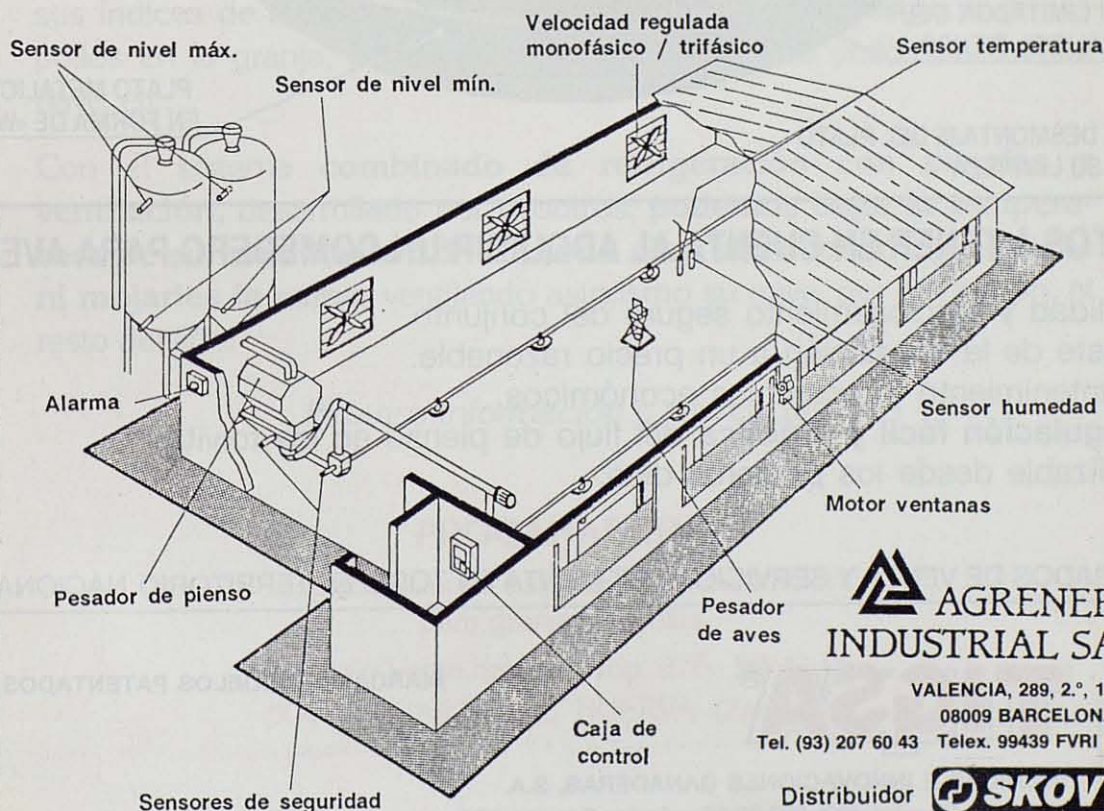 Velocidad regulada
monofásico / trifásico
Sensor de nivel máx.
Sensor temperatura
Sensor de nivel mín.
Alarma
Sensor humedad
Motor ventanas
Pesador de pienso
Pesador
de aves
AGRENER
INDUSTRIAL SA
VALENCIA, 289, 2.º, 1
08009 BARCELONA
Tel. (93) 207 60 43 Telex. 99439 FVRI
Caja de
control
Sensores de seguridad
Distribuidor SKOV